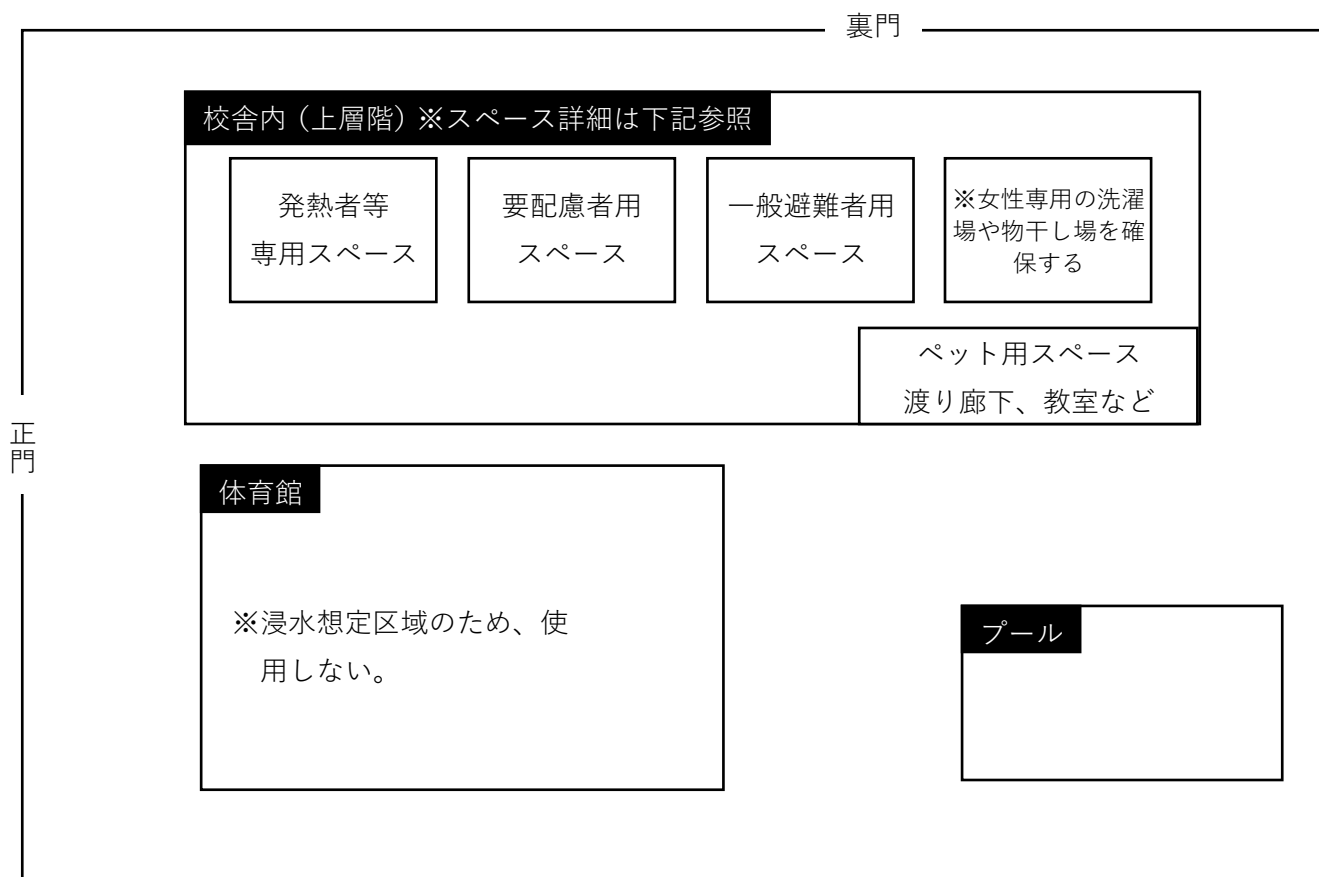 裏門
校舎内（上層階）※スペース詳細は下記参照
発熱者等
専用スペース
要配慮者用
スペース
一般避難者用
スペース
※女性専用の洗濯
場や物干し場を確
保する
ペット用スペース
渡り廊下、教室など
正門
体育館
※浸水想定区域のため、使
用しない。
プール